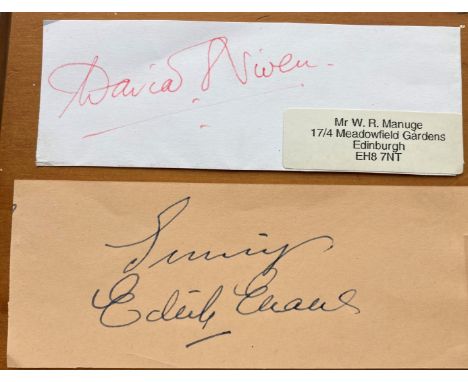 David Niven
Mr W. R. Manuge
17/4 Meadowfield Gardens
Edinburgh
EH8 7NT
Edith Evans